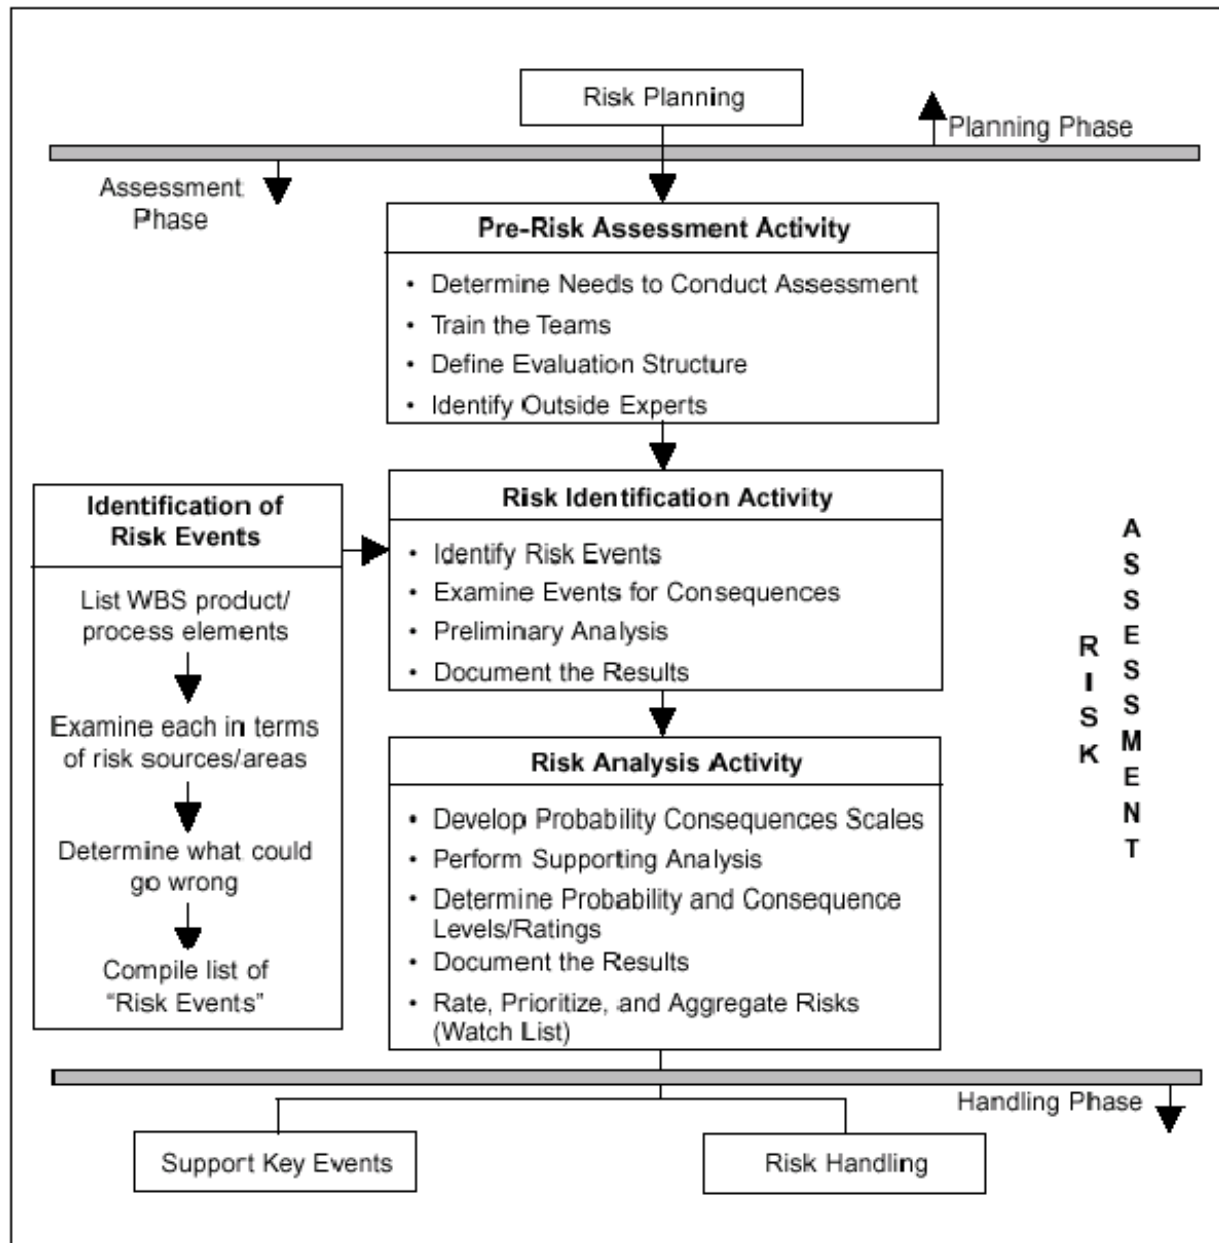 Risk Planning
Planning Phase
Assessment
Phase
Pre-Risk Assessment Activity
• Determine Needs to Conduct Assessment
• Train the Teams
• Define Evaluation Structure
• Identify Outside Experts
Identification of
Risk Events
List WBS product/
process elements
Examine each in terms
of risk sources/areas
Determine what could
go wrong
Compile list of
“Risk Events”
Risk Identification Activity
• Identify Risk Events
• Examine Events for Consequences
• Preliminary Analysis
• Document the Results
Risk Analysis Activity
• Develop Probability Consequences Scales
• Perform Supporting Analysis
• Determine Probability and Consequence
Levels/Ratings
• Document the Results
• Rate, Prioritize, and Aggregate Risks
(Watch List)
RISK
ASSESSMENT
Handling Phase
Support Key Events
Risk Handling